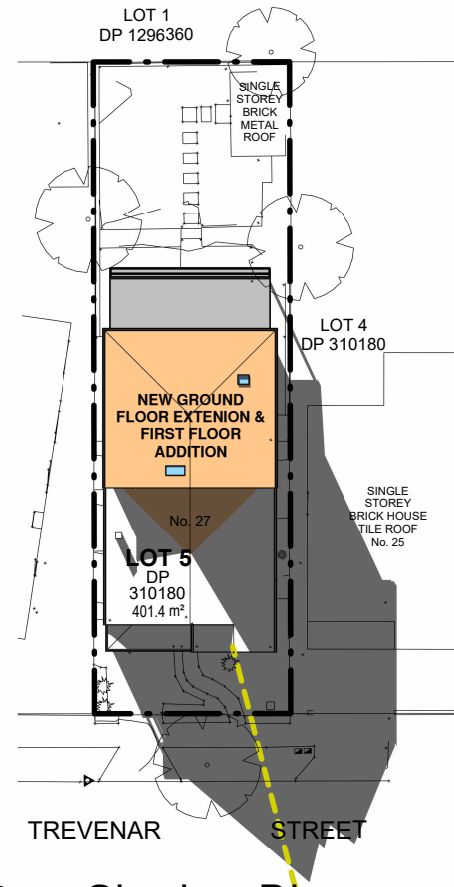 LOT 1
DP 1296360
SINGLE
STOREY
BRICK
METAL
ROOF
LOT 4
DP 310180
NEW GROUND
FLOOR EXTENION &
FIRST FLOOR
ADDITION
No. 27
SINGLE
STOREY
BRICK HOUSE
TILE ROOF
No. 25
LOT 5
DP
310180
401.4 m²
TREVENAR STREET